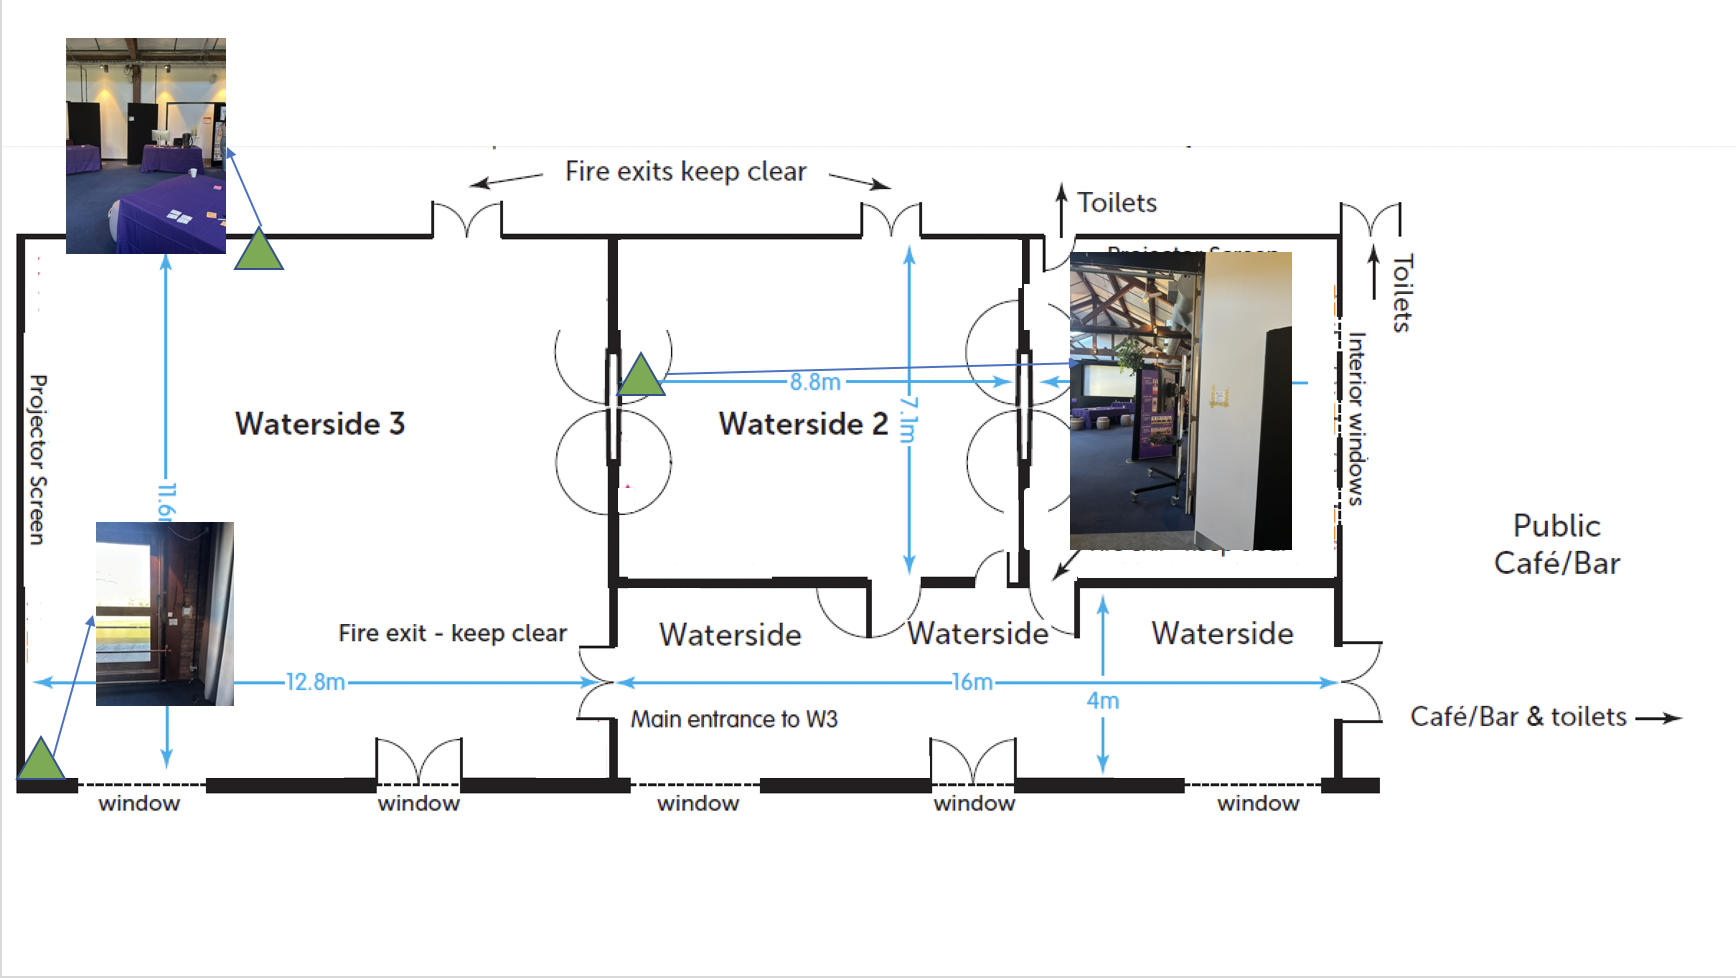 Fire exits keep clear
Toilets
Toilets
Projector Screen
Interior windows
8.8m
7.1m
Waterside 3
Waterside 2
11.6
Public
Café/Bar
Fire exit - keep clear
Waterside
Waterside
Waterside
12.8m
16m
4m
Main entrance to W3
Café/Bar & toilets
window
window
window
window
window